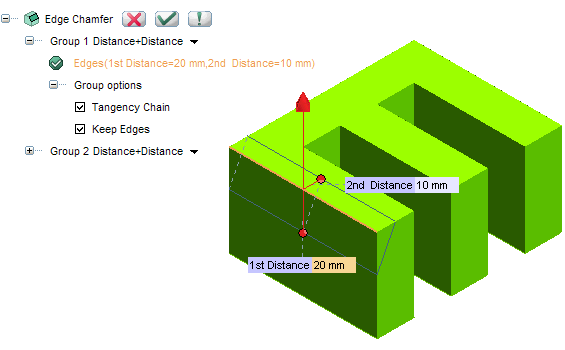 Edge Chamfer
Group 1 Distance+Distance
Edges(1st Distance=20 mm,2nd Distance=10 mm)
Group options
Tangency Chain
Keep Edges
Group 2 Distance+Distance
2nd Distance 10 mm
1st Distance 20 mm